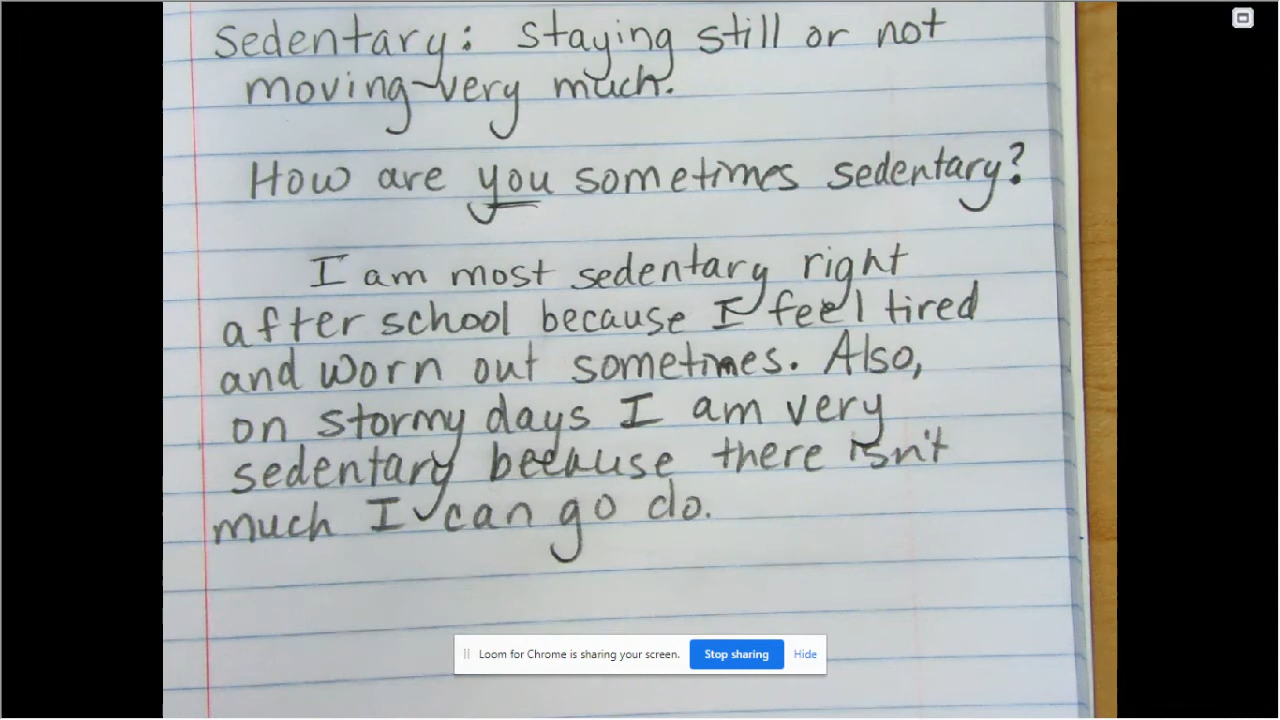 sedentary: staying still or not
moving very much.
How are you sometimes sedentary?
I am most sedentary right
after school because I feel tired
and worn out sometimes. Also,
on stormy days I am very
sedentary because there isn't
much I can go do.
Loom for Chrome is sharing your screen. Stop sharing Hide